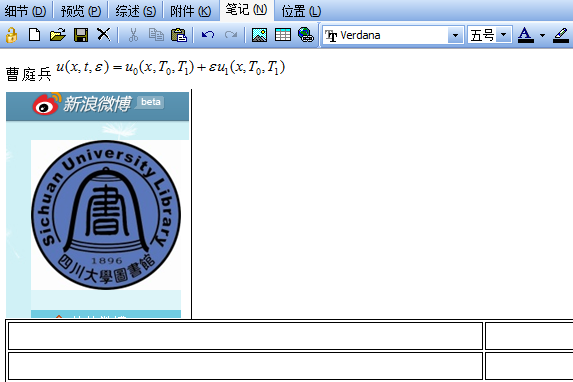 细节 (D) 预览 (P) 综述 (S) 附件 (K) 笔记 (N) 位置 (L)
Verdana 五号 A
曹庭兵 u(x,t,ε) = u₀(x,T₀,T₁) + εu₁(x,T₀,T₁)
新浪微博 beta
Sichuan University Library
書
1896
四川大學圖書館